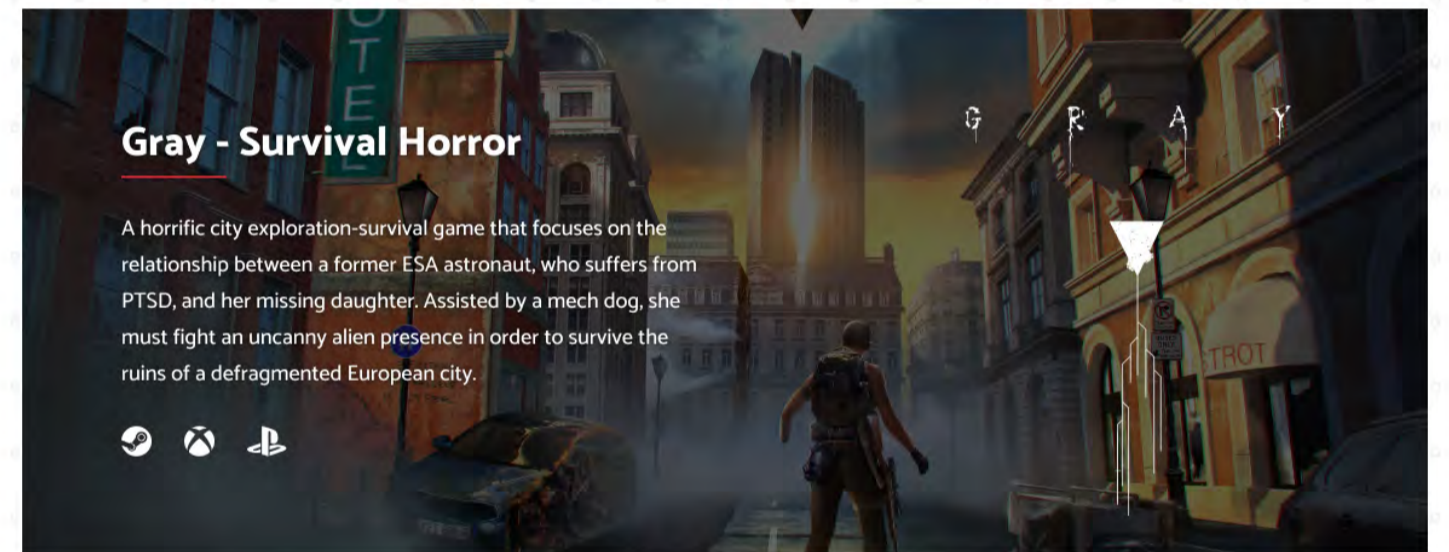 OTEL
Gray - Survival Horror
G R A Y
A horrific city exploration-survival game that focuses on the
relationship between a former ESA astronaut, who suffers from
PTSD, and her missing daughter. Assisted by a mech dog, she
must fight an uncanny alien presence in order to survive the
ruins of a defragmented European city.
TROT